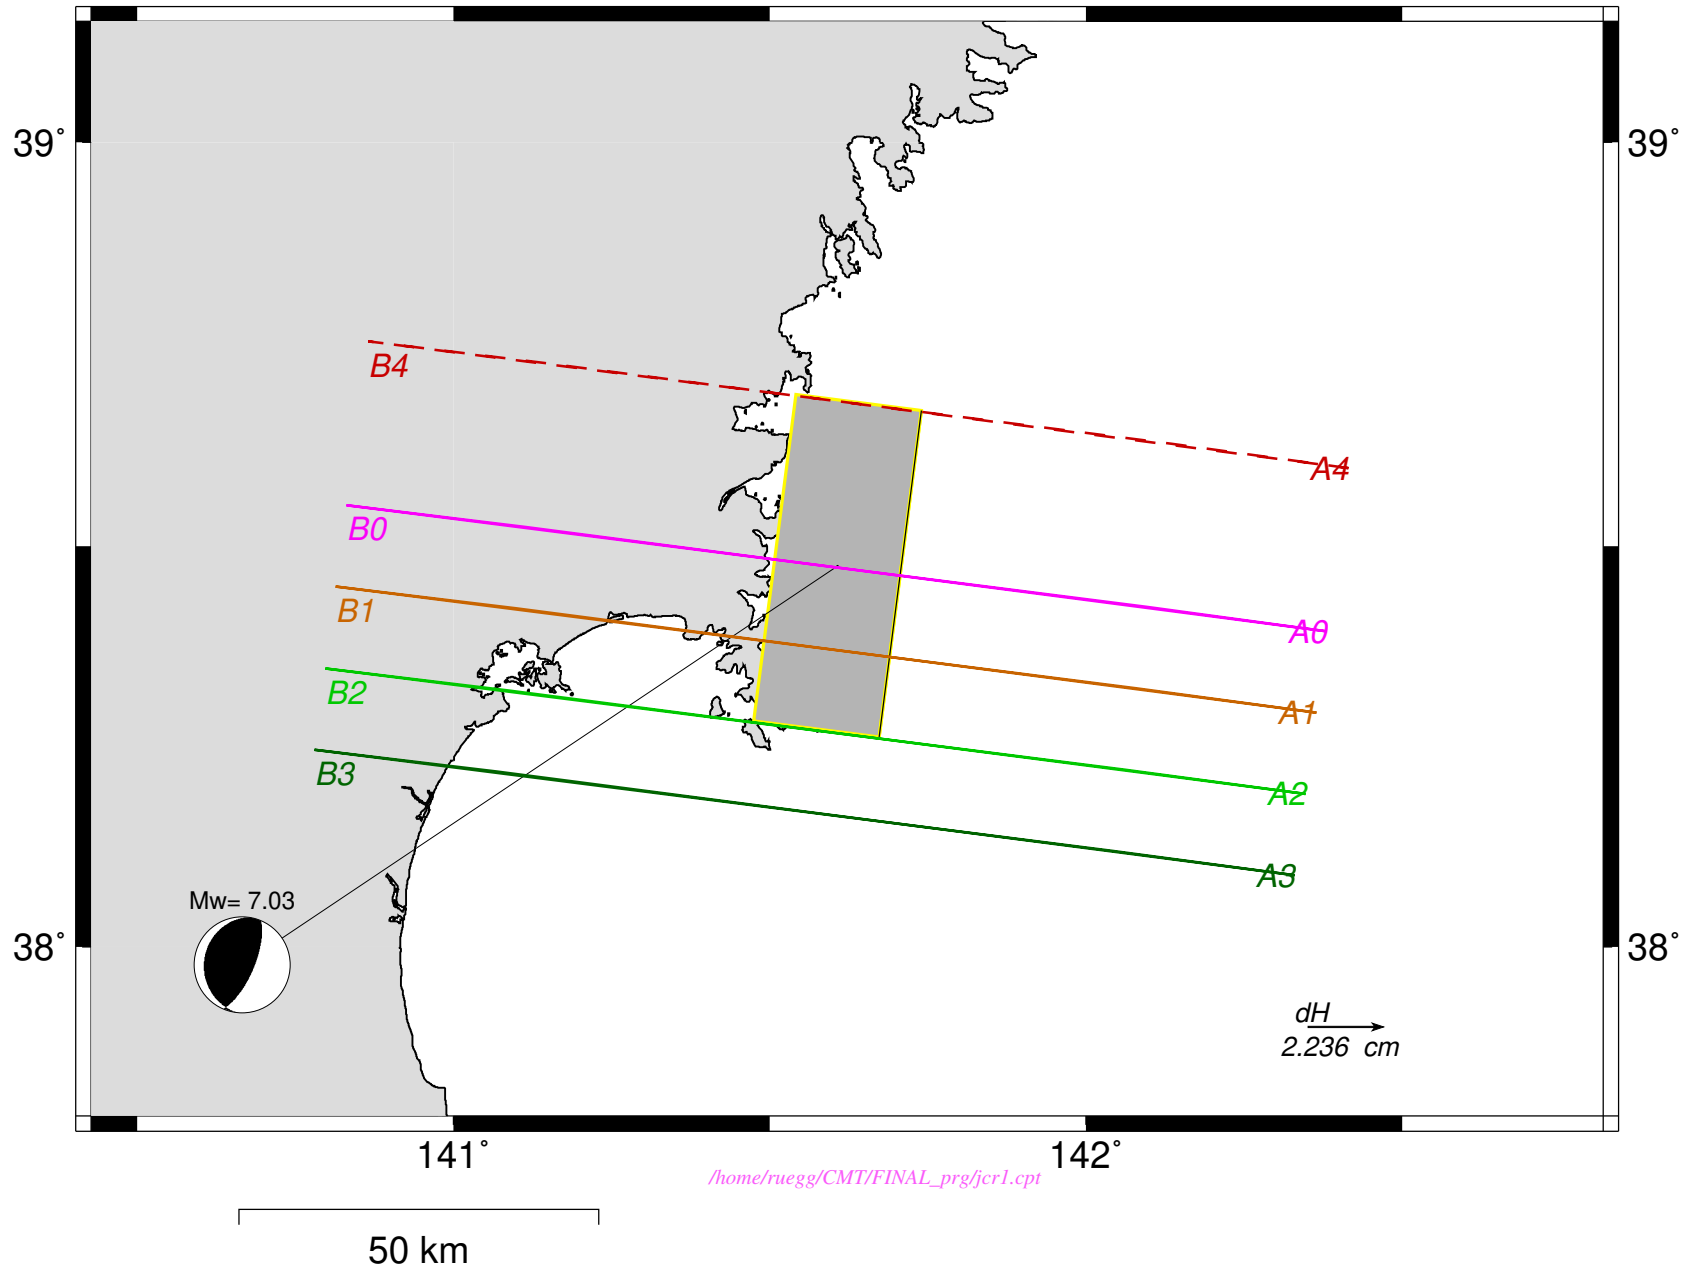 39° 39°
B4
A4
B0
A0
B1
A1
B2
A2
B3
A3
Mw= 7.03
38° 38°
dH
2.236 cm
141° 142°
/home/ruegg/CMT/FINAL_prg/jcr1.cpt
50 km